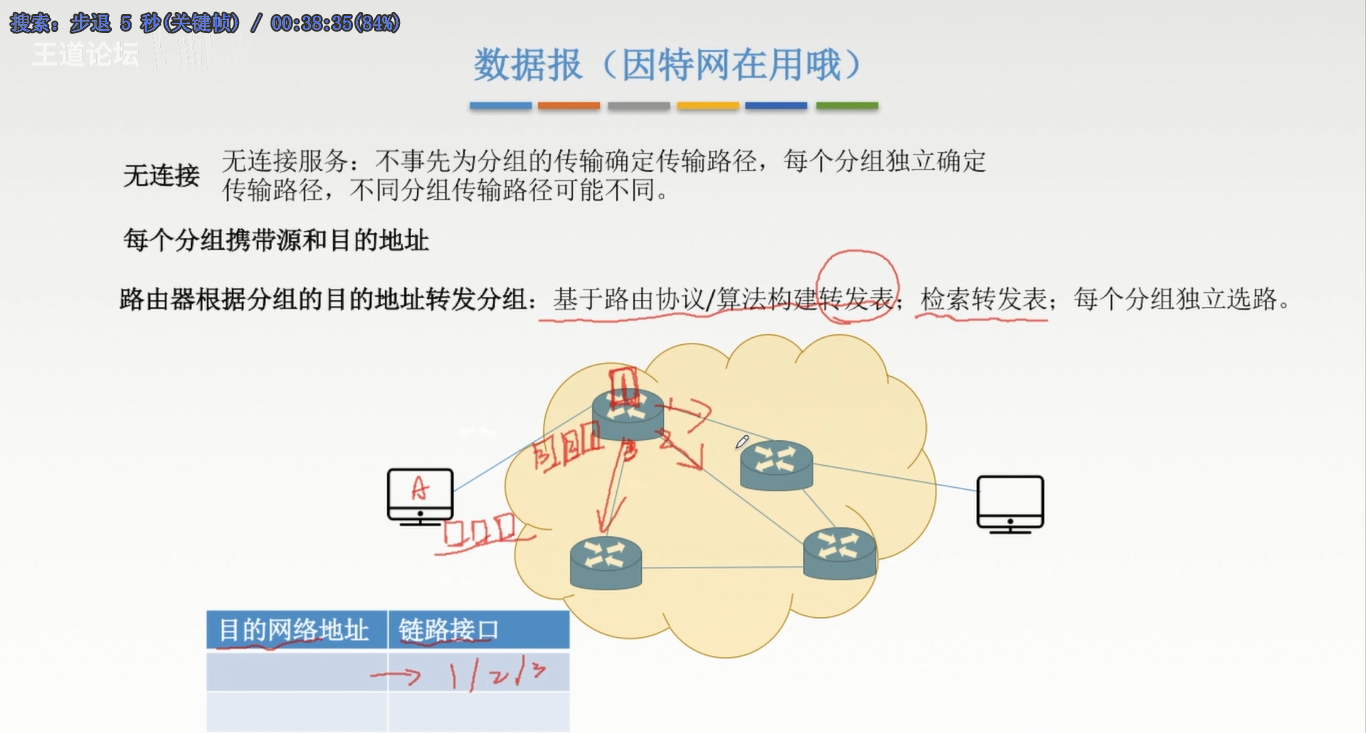 搜索: 步退 5 秒(关键帧) / 00:38:35(84%)
王道论坛
数据报（因特网在用哦）
无连接
无连接服务：不事先为分组的传输确定传输路径，每个分组独立确定
传输路径，不同分组传输路径可能不同。
每个分组携带源和目的地址
路由器根据分组的目的地址转发分组：基于路由协议/算法构建转发表；检索转发表；每个分组独立选路。
1
1
3 2 1
3
2
A
目的网络地址 链路接口
→ 1/2/3